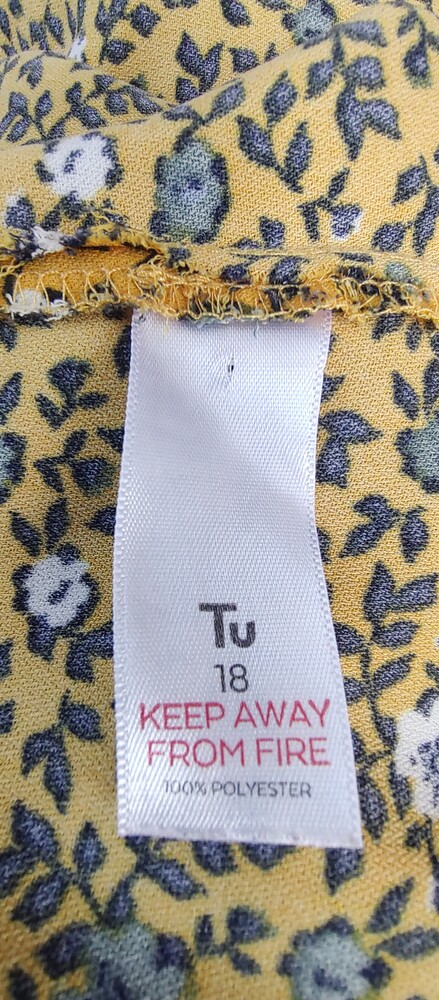 Tu
18
KEEP AWAY
FROM FIRE
100% POLYESTER